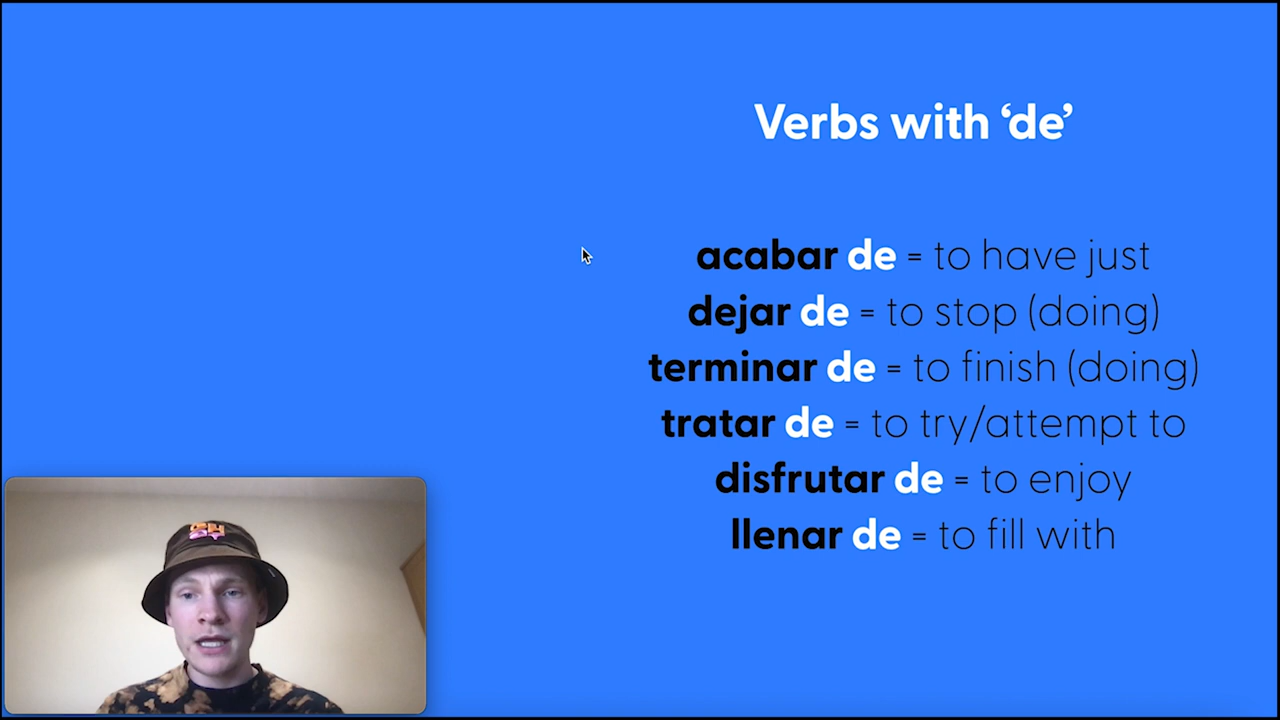 Verbs with ‘de’
acabar de = to have just
dejar de = to stop (doing)
terminar de = to finish (doing)
tratar de = to try/attempt to
disfrutar de = to enjoy
llenar de = to fill with